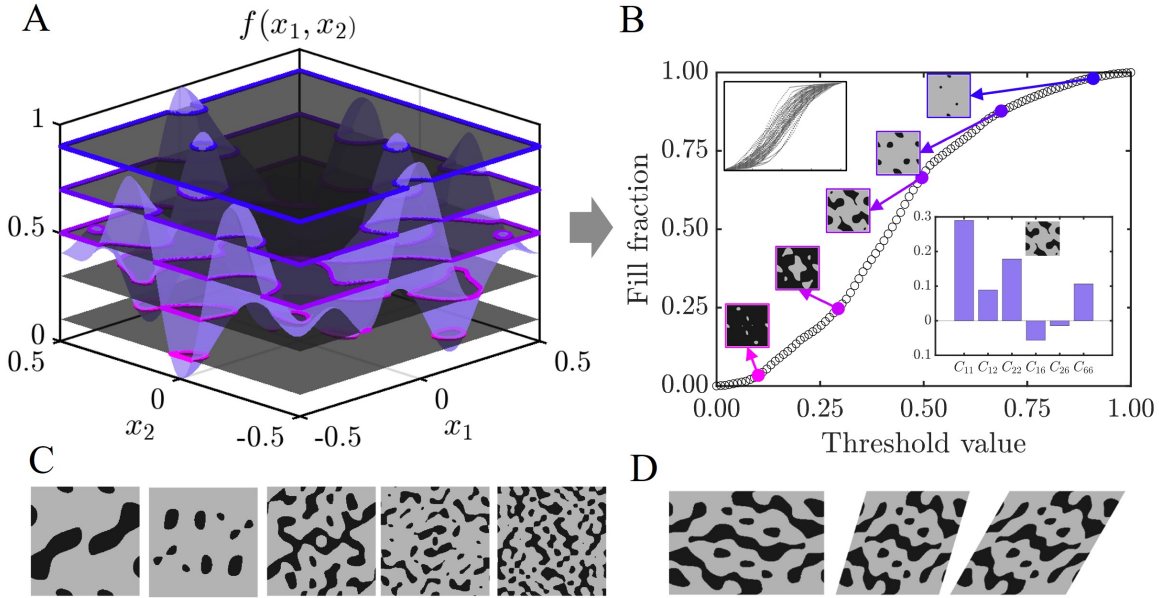 A
f(x₁, x₂)
1
0.5
0
0.5
0
-0.5
x₂
-0.5
0
0.5
x₁
B
1.00
0.75
0.50
0.25
0.00
Fill fraction
0.00 0.25 0.50 0.75 1.00
Threshold value
0.3
0.2
0.1
0
0.1
C₁₁ C₁₂ C₂₂ C₁₆ C₂₆ C₆₆
C
D